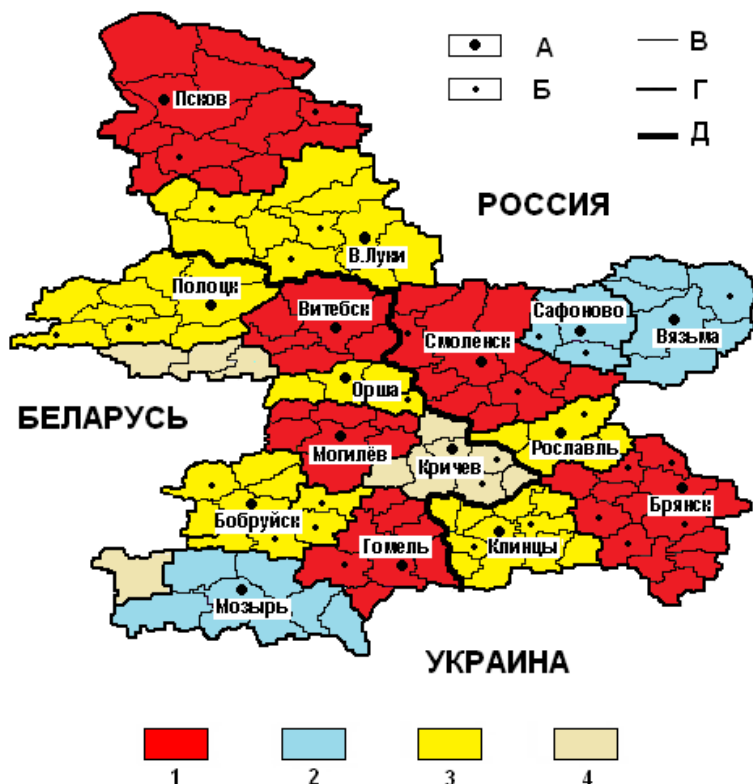 А
В
Б
Г
Д
Псков
РОССИЯ
В.Луки
Полоцк
Витебск
Сафоново
Вязьма
Смоленск
Орша
БЕЛАРУСЬ
Рославль
Могилёв
Кричев
Брянск
Бобруйск
Гомель
Клинцы
Мозырь
УКРАИНА
1 2 3 4